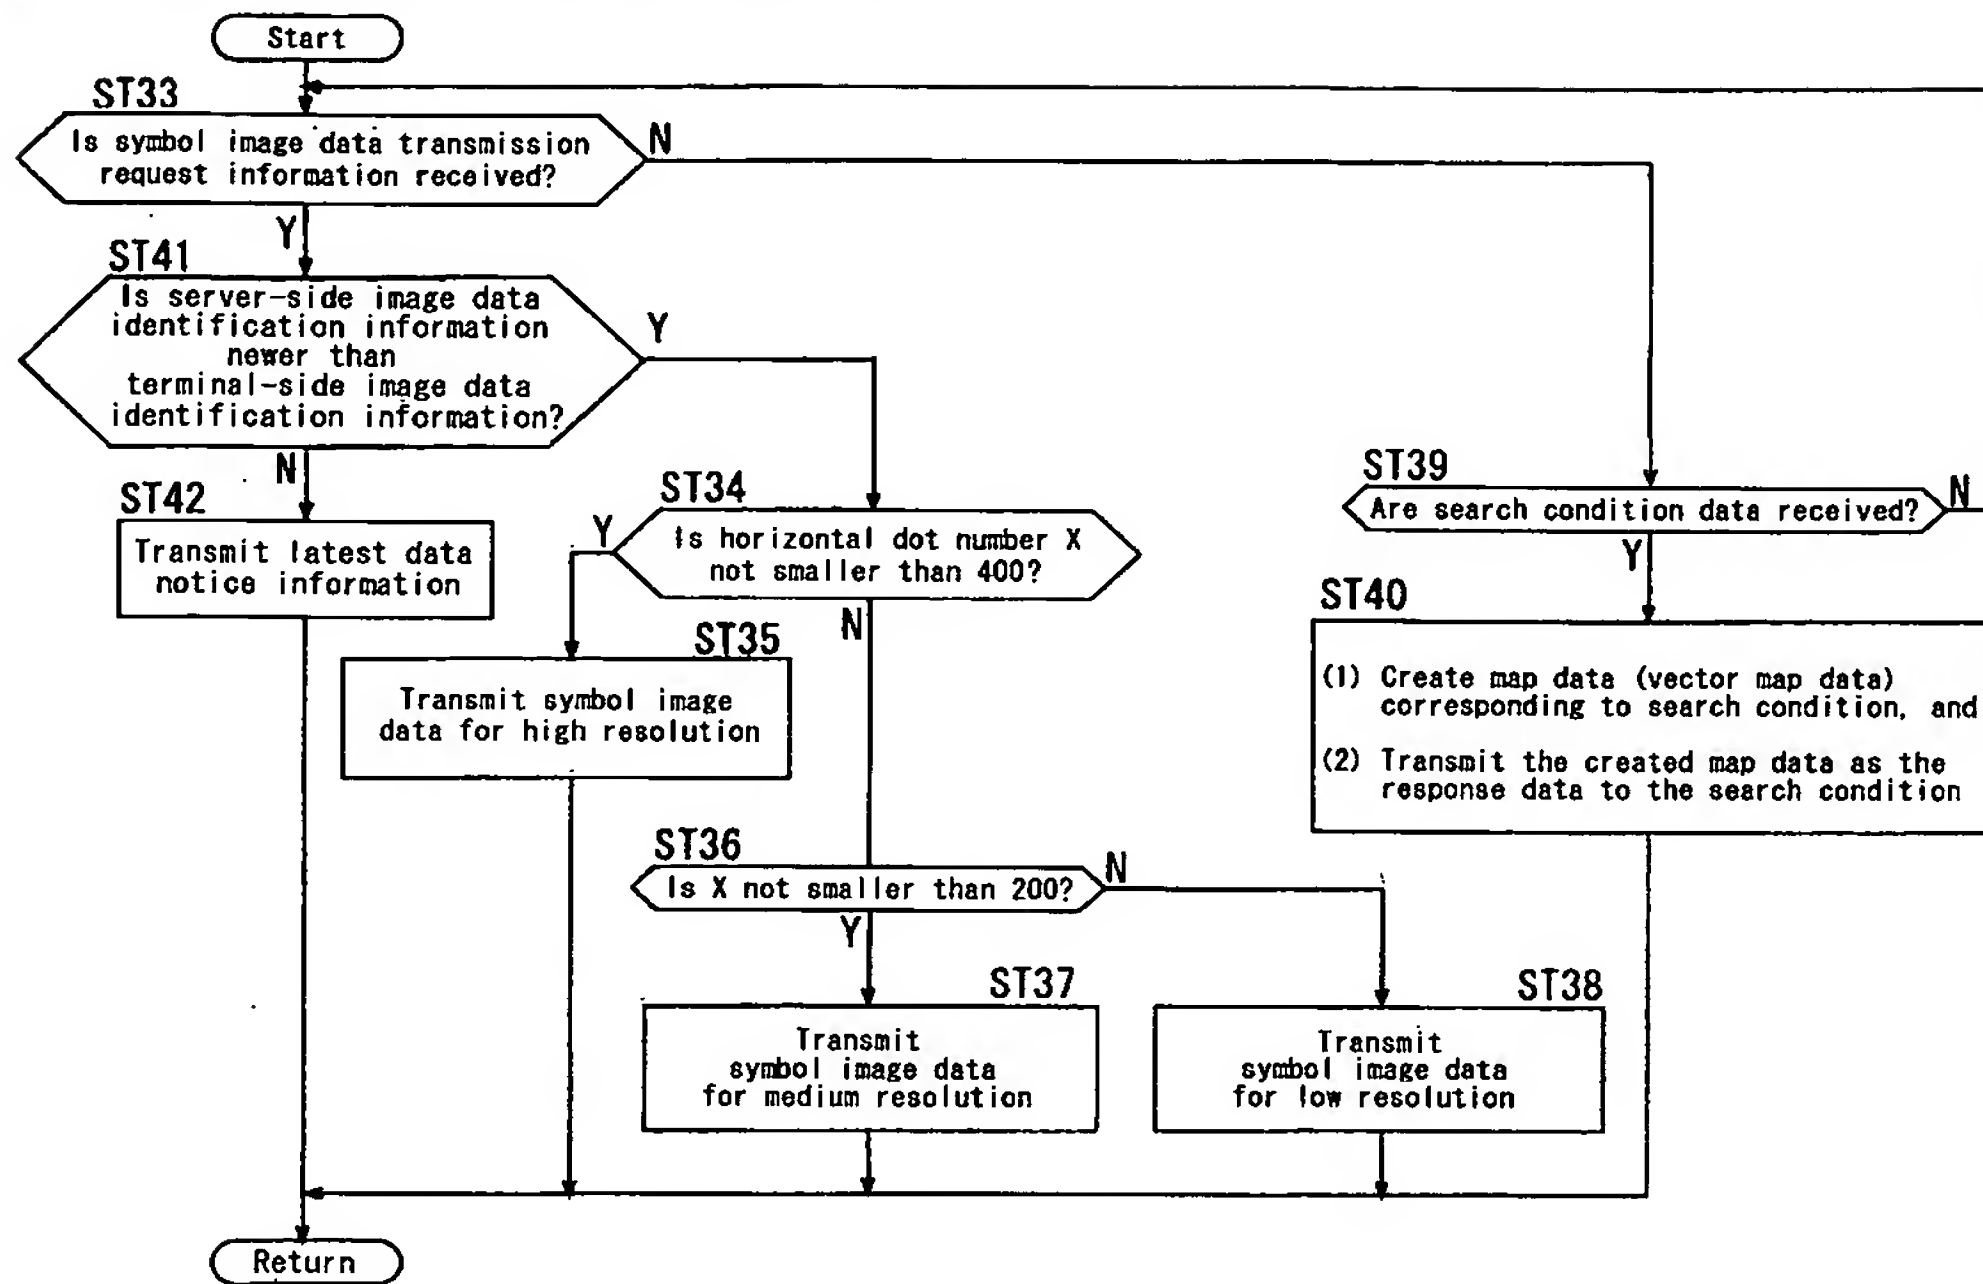 Start
ST33
Is symbol image data transmission
request information received?
N
Y
ST41
Is server-side image data
identification information
newer than
terminal-side image data
identification information?
Y
N
ST42
Transmit latest data
notice information
ST34
Is horizontal dot number X
not smaller than 400?
Y
N
ST35
Transmit symbol image
data for high resolution
ST36
Is X not smaller than 200?
N
Y
ST37
Transmit
symbol image data
for medium resolution
ST38
Transmit
symbol image data
for low resolution
ST39
Are search condition data received?
N
Y
ST40
(1) Create map data (vector map data)
corresponding to search condition, and
(2) Transmit the created map data as the
response data to the search condition
Return